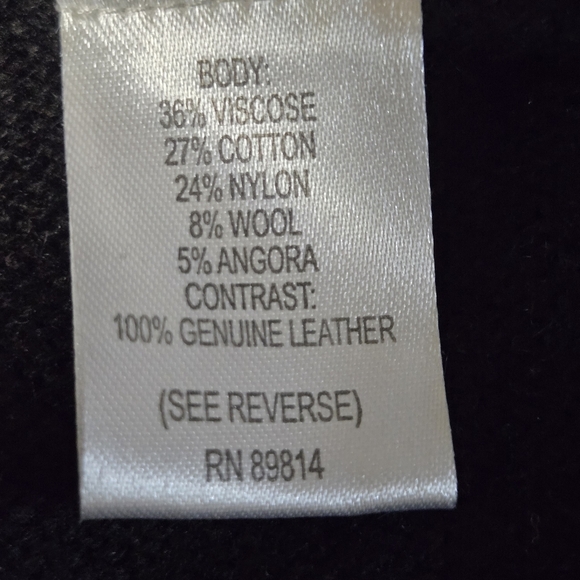 BODY:
36% VISCOSE
27% COTTON
24% NYLON
8% WOOL
5% ANGORA
CONTRAST:
100% GENUINE LEATHER
(SEE REVERSE)
RN 89814